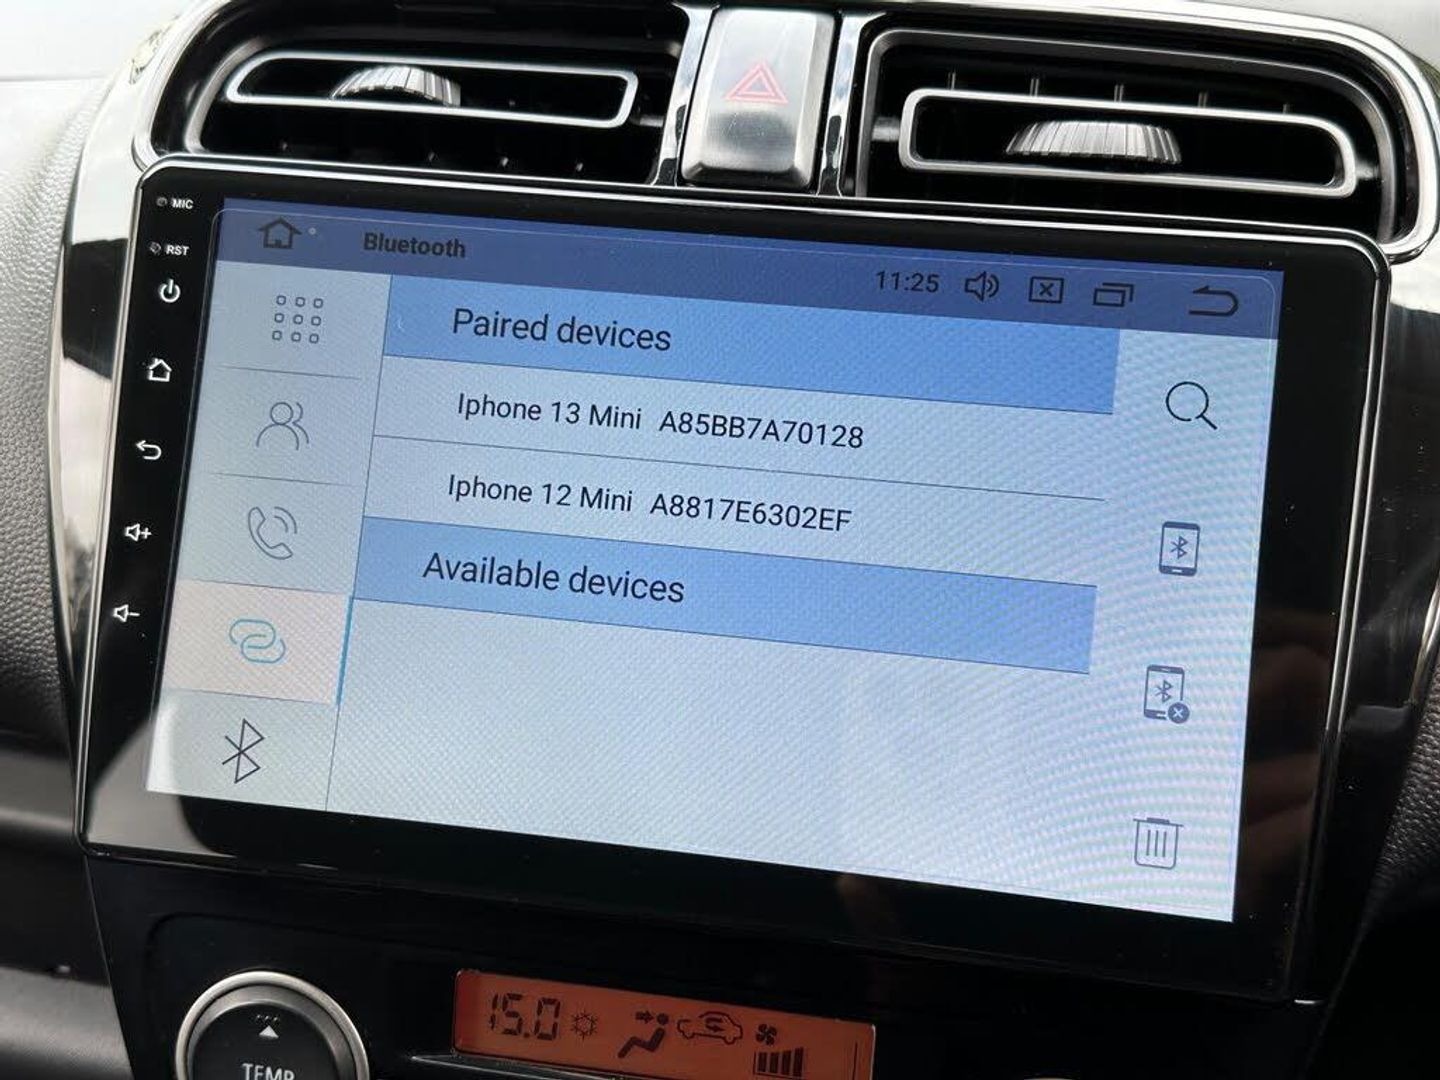 MIC
RST
Bluetooth
11:25
Paired devices
Iphone 13 Mini A85BB7A70128
Iphone 12 Mini A8817E6302EF
Available devices
15.0
TEMP